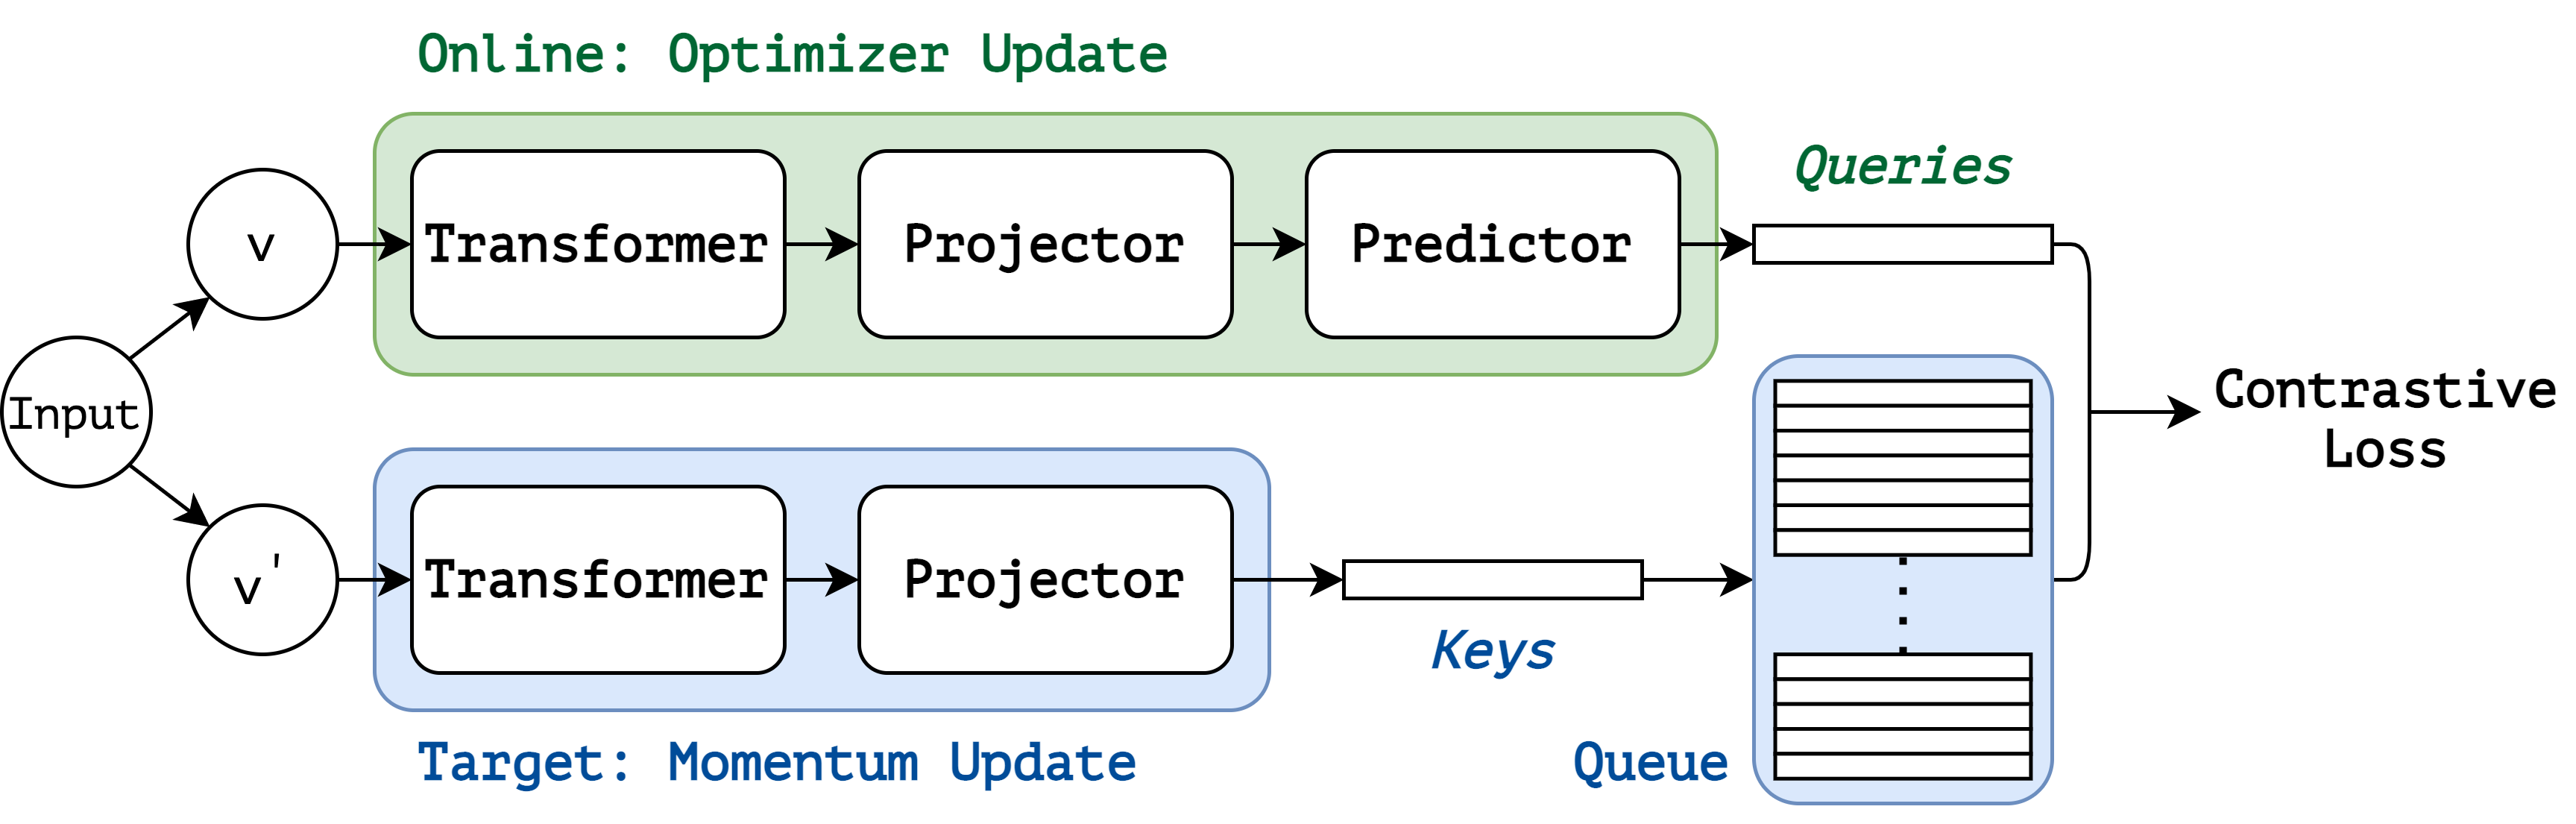 Online: Optimizer Update
Queries
v
Transformer
Projector
Predictor
Input
Contrastive
Loss
v'
Transformer
Projector
Keys
Target: Momentum Update
Queue